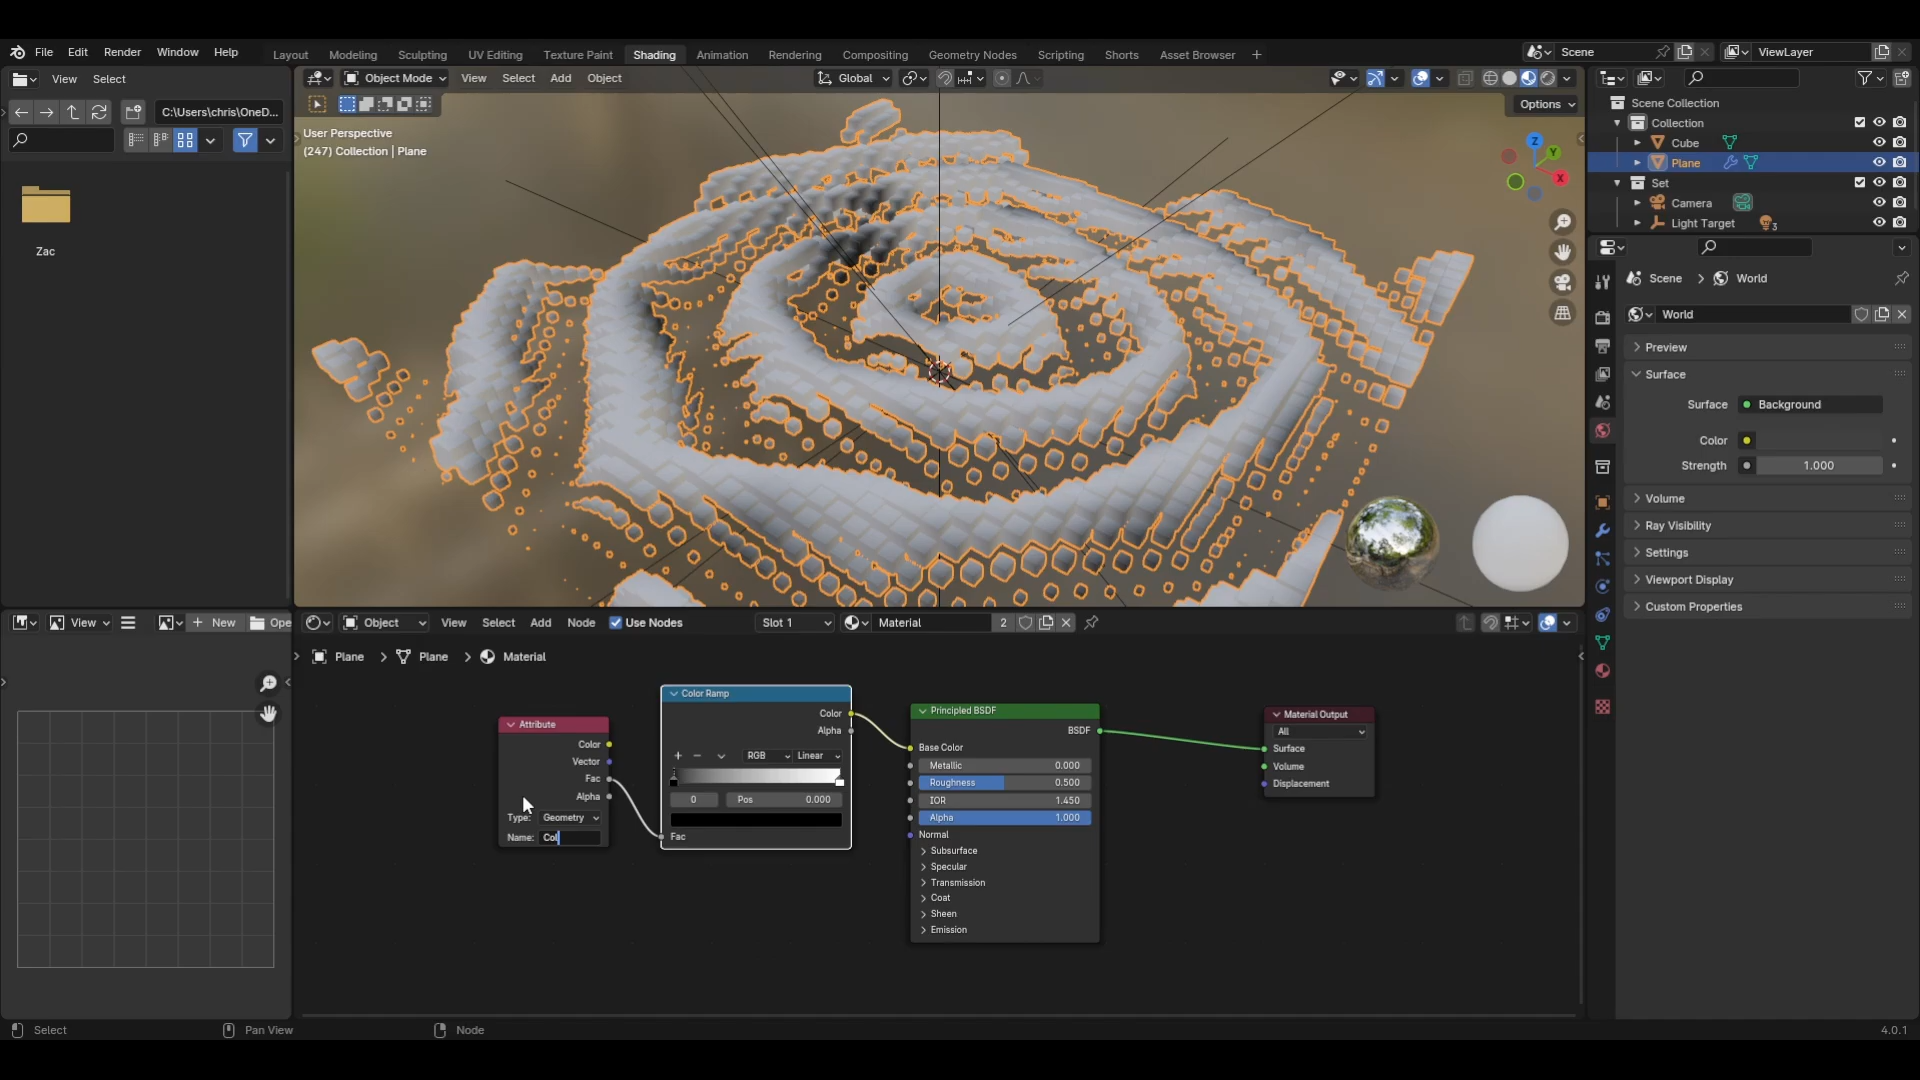 File Edit Render Window Help
Layout Modeling Sculpting UV Editing Texture Paint Shading Animation Rendering Compositing Geometry Nodes Scripting Shorts Asset Browser +
Scene
ViewLayer
View Select
Object Mode View Select Add Object
Global
C:\Users\chris\OneD...
Options
User Perspective
(247) Collection | Plane
Z
Y
X
Zac
Scene Collection
Collection
Cube
Plane
Set
Camera
Light Target
3
Scene > World
World
Preview
Surface
Surface Background
Color
Strength 1.000
Volume
Ray Visibility
Settings
Viewport Display
Custom Properties
View
New
Ope
Object View Select Add Node Use Nodes Slot 1 Material 2
Plane > Plane > Material
Attribute
Color
Vector
Fac
Alpha
Type: Geometry
Name: Col
Color Ramp
Color
Alpha
RGB Linear
0 Pos 0.000
Fac
Principled BSDF
BSDF
Base Color
Metallic 0.000
Roughness 0.500
IOR 1.450
Alpha 1.000
Normal
Subsurface
Specular
Transmission
Coat
Sheen
Emission
Material Output
All
Surface
Volume
Displacement
Select
Pan View
Node
4.0.1